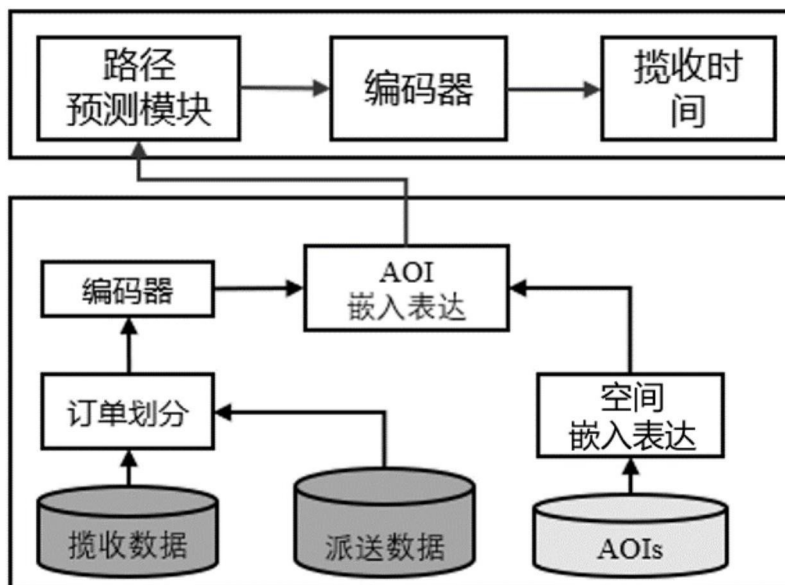 路径
预测模块
编码器
揽收时
间
编码器
AOI
嵌入表达
订单划分
空间
嵌入表达
揽收数据
派送数据
AOIs